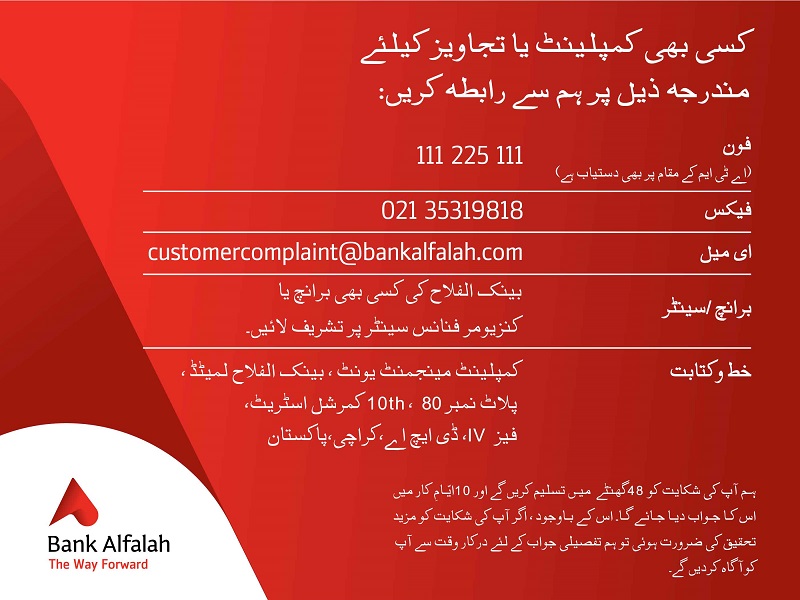 کسی بھی کمپلینٹ یا تجاویز کیلئے
مندرجہ ذیل پر ہم سے رابطہ کریں:
فون
111 225 111
(اے ٹی ایم کے مقام پر بھی دستیاب ہے)
فیکس
021 35319818
ای میل
customercomplaint@bankalfalah.com
برانچ/سینٹر
بینک الفلاح کی کسی بھی برانچ یا
کنزیومر فنانس سینٹر پر تشریف لائیں۔
خط وکتابت
کمپلینٹ مینجمنٹ یونٹ ، بینک الفلاح لمیٹڈ ،
پلاٹ نمبر 80 ، 10th کمرشل اسٹریٹ،
فیز IV، ڈی ایچ اے،کراچی،پاکستان
ہم آپ کی شکایت کو 48گھنٹے میں تسلیم کریں گے اور 10ایّامِ کار میں
اس کا جواب دیا جائے گا۔ اس کے باوجود ، اگر آپ کی شکایت کو مزید
تحقیق کی ضرورت ہوئی تو ہم تفصیلی جواب کے لئے درکار وقت سے آپ
کو آگاہ کردیں گے۔
Bank Alfalah
The Way Forward